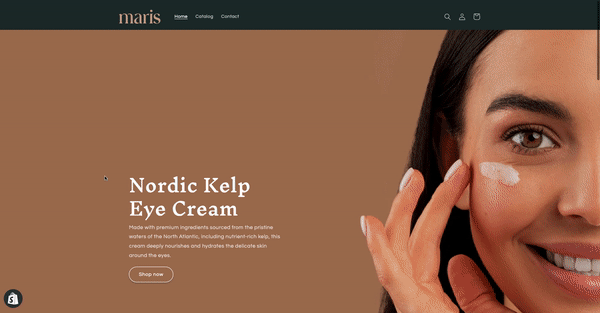 maris
Home Catalog Contact
Nordic Kelp
Eye Cream
Made with premium ingredients sourced from the pristine
waters of the North Atlantic, including nutrient-rich kelp, this
cream deeply nourishes and hydrates the delicate skin
around the eyes.
Shop now